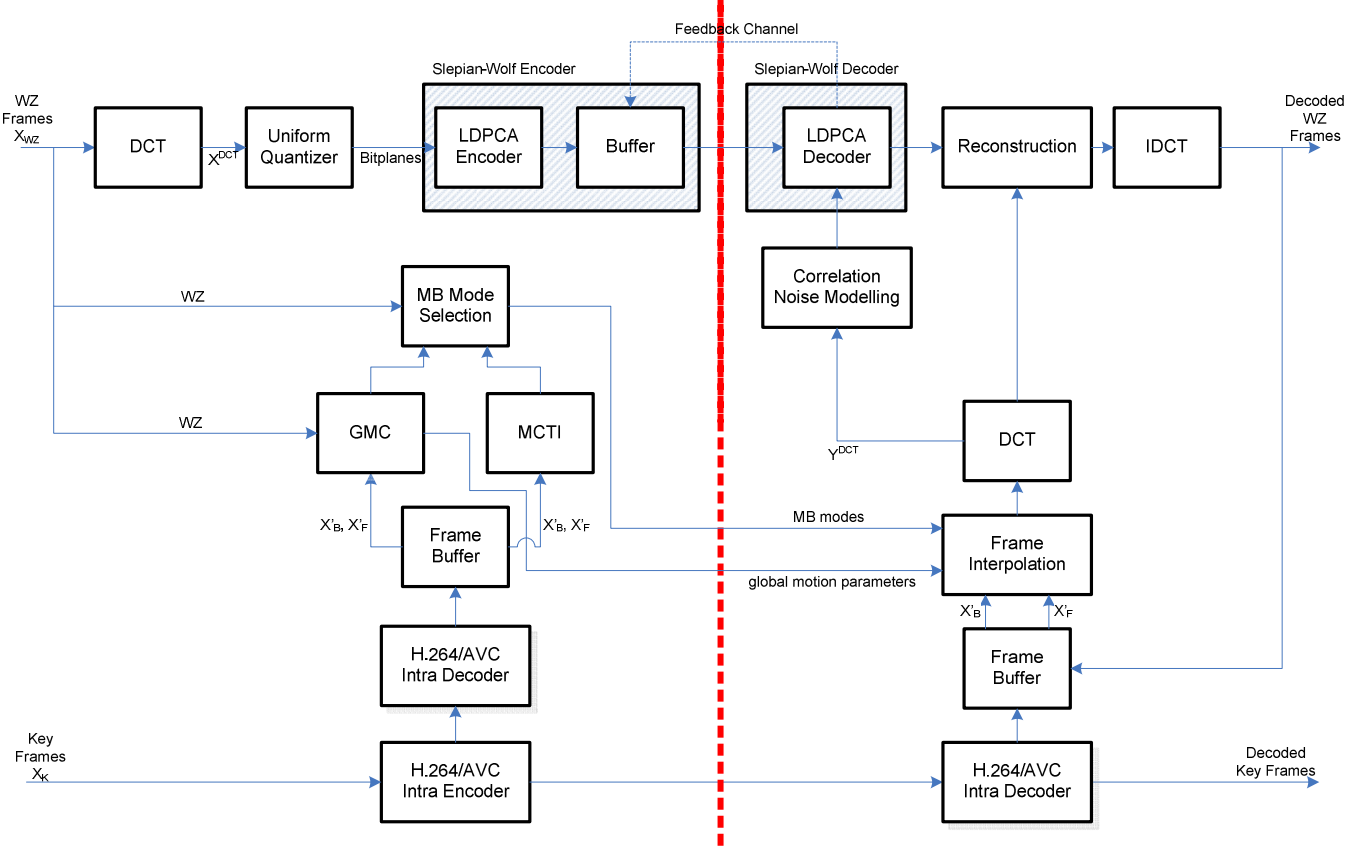 Feedback Channel
Slepian-Wolf Encoder
Slepian-Wolf Decoder
WZ
Frames
XWZ
DCT
XDCT
Uniform
Quantizer
Bitplanes
LDPCA
Encoder
Buffer
LDPCA
Decoder
Reconstruction
IDCT
Decoded
WZ
Frames
WZ
MB Mode
Selection
Correlation
Noise Modelling
WZ
GMC
MCTI
DCT
YDCT
X'B, X'F
Frame
Buffer
X'B, X'F
MB modes
Frame
Interpolation
global motion parameters
X'B
X'F
H.264/AVC
Intra Decoder
Frame
Buffer
Key
Frames
XK
H.264/AVC
Intra Encoder
H.264/AVC
Intra Decoder
Decoded
Key Frames